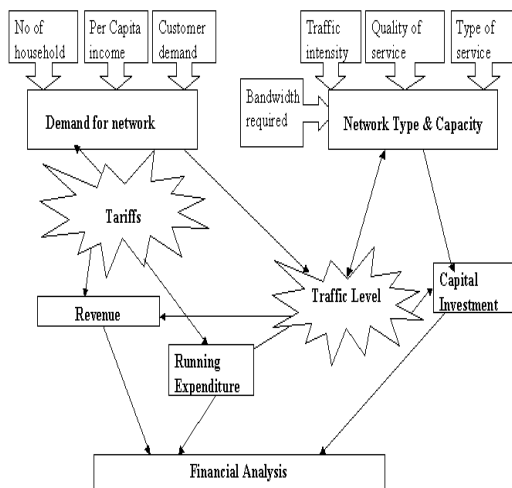 No of
household
Per Capita
income
Customer
demand
Traffic
intensity
Quality of
service
Type of
service
Bandwidth
required
Demand for network
Network Type & Capacity
Tariffs
Traffic Level
Capital
Investment
Revenue
Running
Expenditure
Financial Analysis